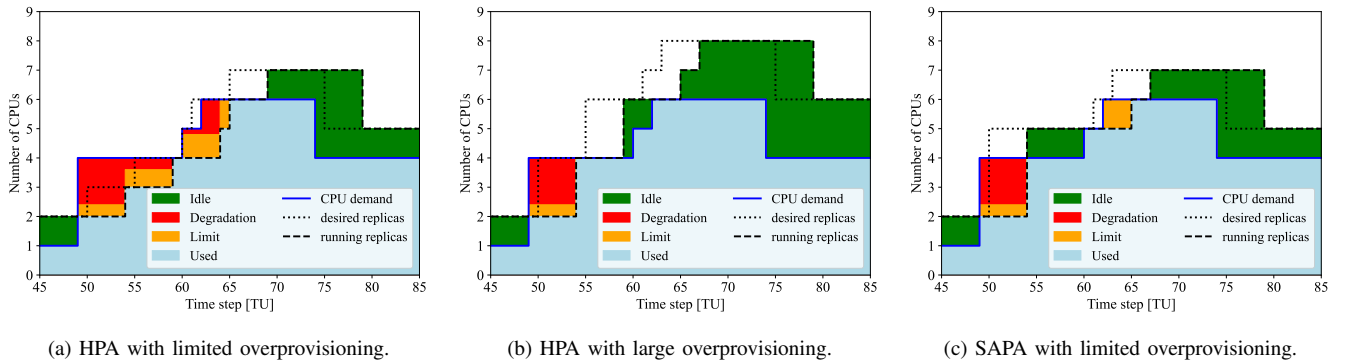 9
8
7
6
5
4
3
2
1
0
Number of CPUs
Idle
Degradation
Limit
Used
CPU demand
desired replicas
running replicas
45 50 55 60 65 70 75 80 85
Time step [TU]
(a) HPA with limited overprovisioning.
9
8
7
6
5
4
3
2
1
0
Number of CPUs
Idle
Degradation
Limit
Used
CPU demand
desired replicas
running replicas
45 50 55 60 65 70 75 80 85
Time step [TU]
(b) HPA with large overprovisioning.
9
8
7
6
5
4
3
2
1
0
Number of CPUs
Idle
Degradation
Limit
Used
CPU demand
desired replicas
running replicas
45 50 55 60 65 70 75 80 85
Time step [TU]
(c) SAPA with limited overprovisioning.